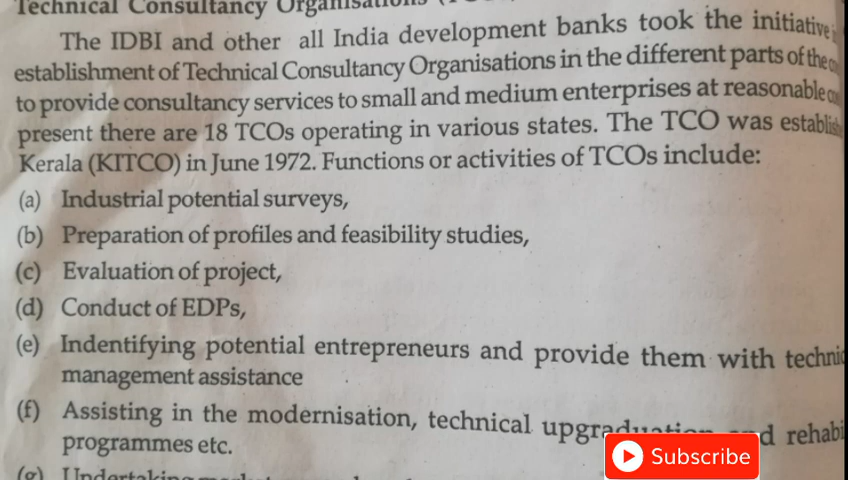 Technical Consultancy Organisations
The IDBI and other all India development banks took the initiative
establishment of Technical Consultancy Organisations in the different parts of the
to provide consultancy services to small and medium enterprises at reasonable
present there are 18 TCOs operating in various states. The TCO was
Kerala (KITCO) in June 1972. Functions or activities of TCOs include:
(a) Industrial potential surveys,
(b) Preparation of profiles and feasibility studies,
(c) Evaluation of project,
(d) Conduct of EDPs,
(e) Indentifying potential entrepreneurs and provide them with
management assistance
(f) Assisting in the modernisation, technical
programmes etc.
(g) Undertaking
Subscribe